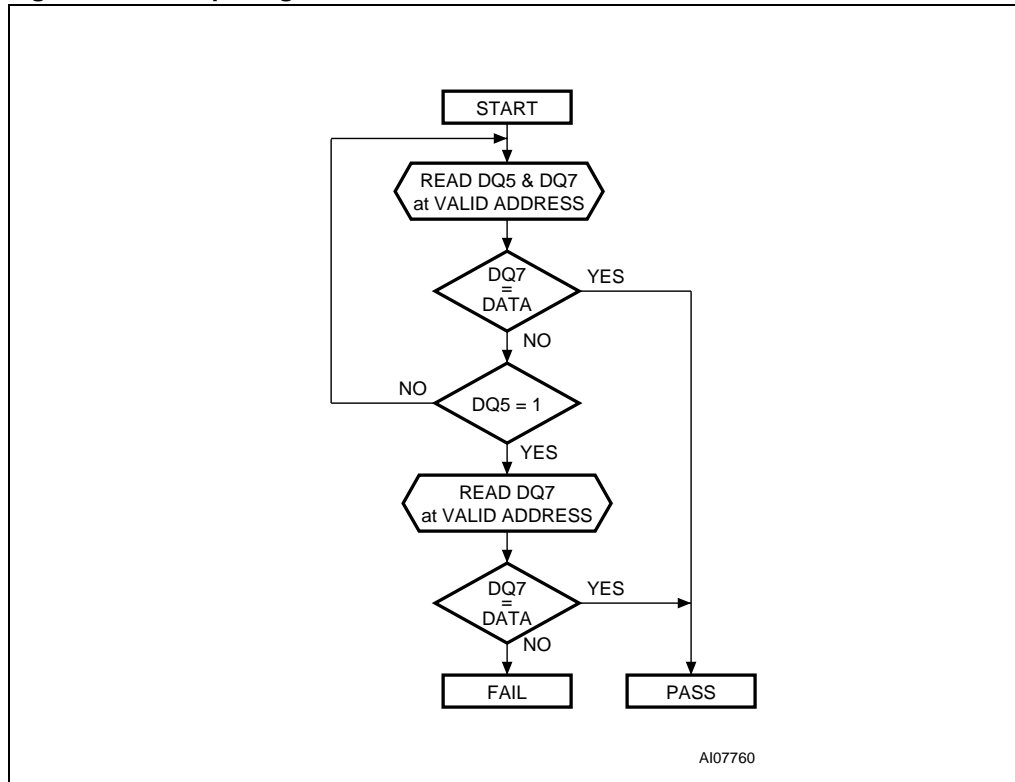 START
READ DQ5 & DQ7
at VALID ADDRESS
DQ7
=
DATA
YES
NO
DQ5 = 1
NO
YES
READ DQ7
at VALID ADDRESS
DQ7
=
DATA
YES
NO
FAIL
PASS
AI07760